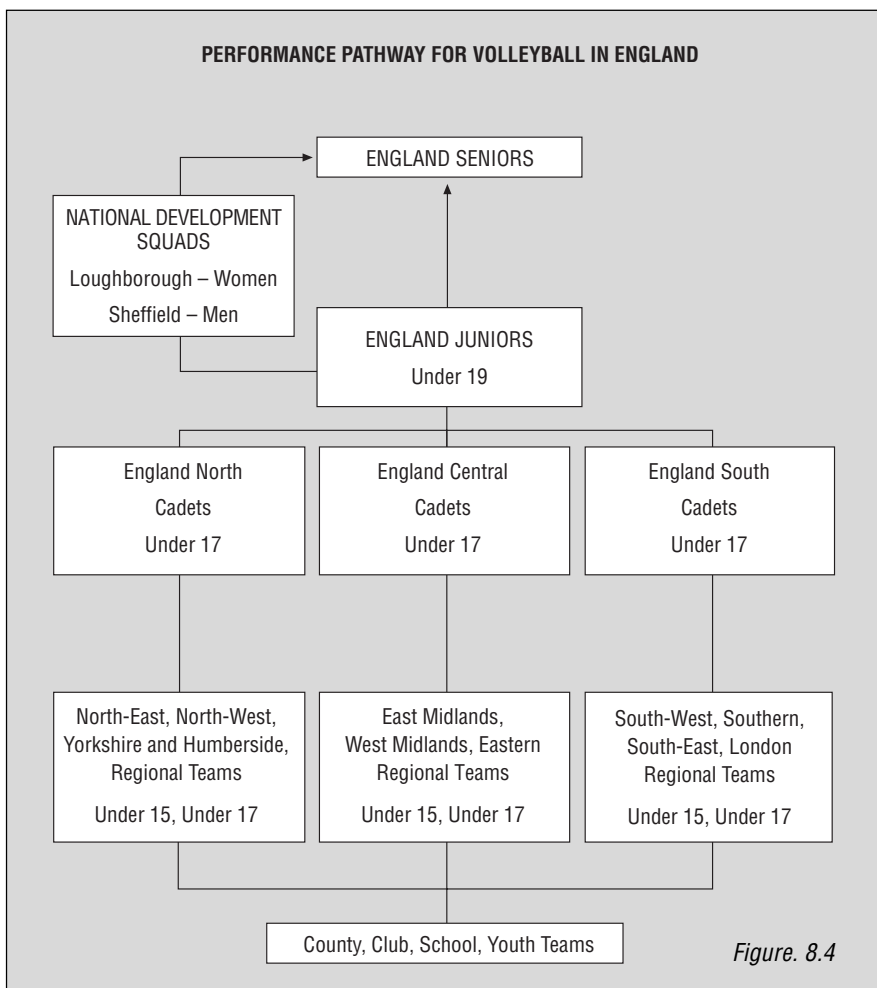 PERFORMANCE PATHWAY FOR VOLLEYBALL IN ENGLAND
ENGLAND SENIORS
NATIONAL DEVELOPMENT
SQUADS
Loughborough – Women
Sheffield – Men
ENGLAND JUNIORS
Under 19
England North
Cadets
Under 17
England Central
Cadets
Under 17
England South
Cadets
Under 17
North-East, North-West,
Yorkshire and Humberside,
Regional Teams
Under 15, Under 17
East Midlands,
West Midlands, Eastern
Regional Teams
Under 15, Under 17
South-West, Southern,
South-East, London
Regional Teams
Under 15, Under 17
County, Club, School, Youth Teams
Figure. 8.4